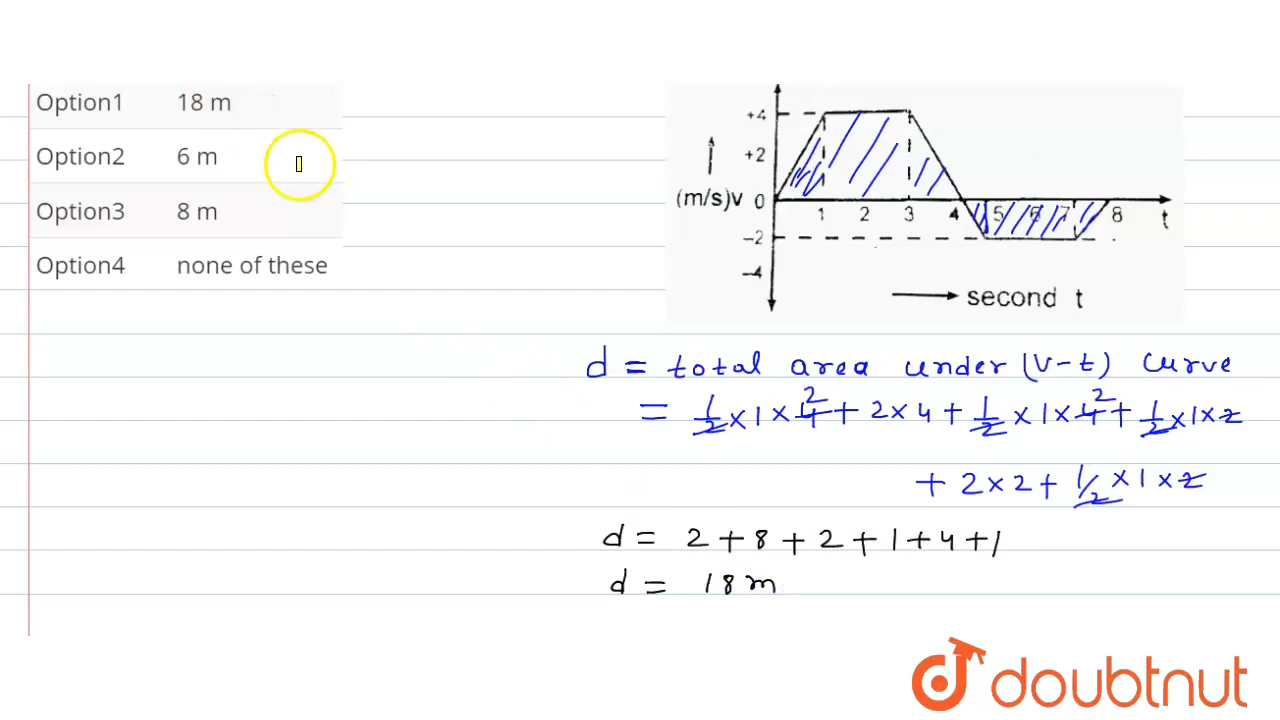 Option1 18 m
Option2 6 m
Option3 8 m
Option4 none of these
+4
+2
(m/s)v 0
1 2 3 4 5 6 7 8 t
−2
−4
second t
d = total area under (v-t) curve
= 1/2 × 1 × 4 2 + 2 × 4 + 1/2 × 1 × 4 2 + 1/2 × 1 × 2
+ 2 × 2 + 1/2 × 1 × 2
d = 2 + 8 + 2 + 1 + 4 + 1
d = 18 m
doubtnut